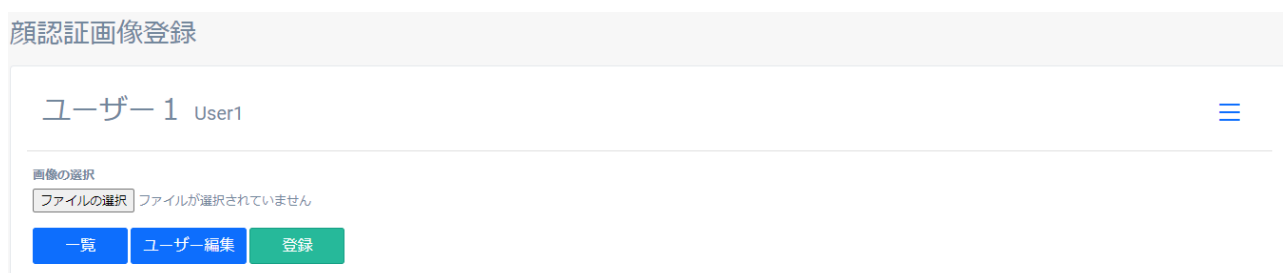 顔認証画像登録
ユーザー１ User1
画像の選択
ファイルの選択 ファイルが選択されていません
一覧 ユーザー編集 登録